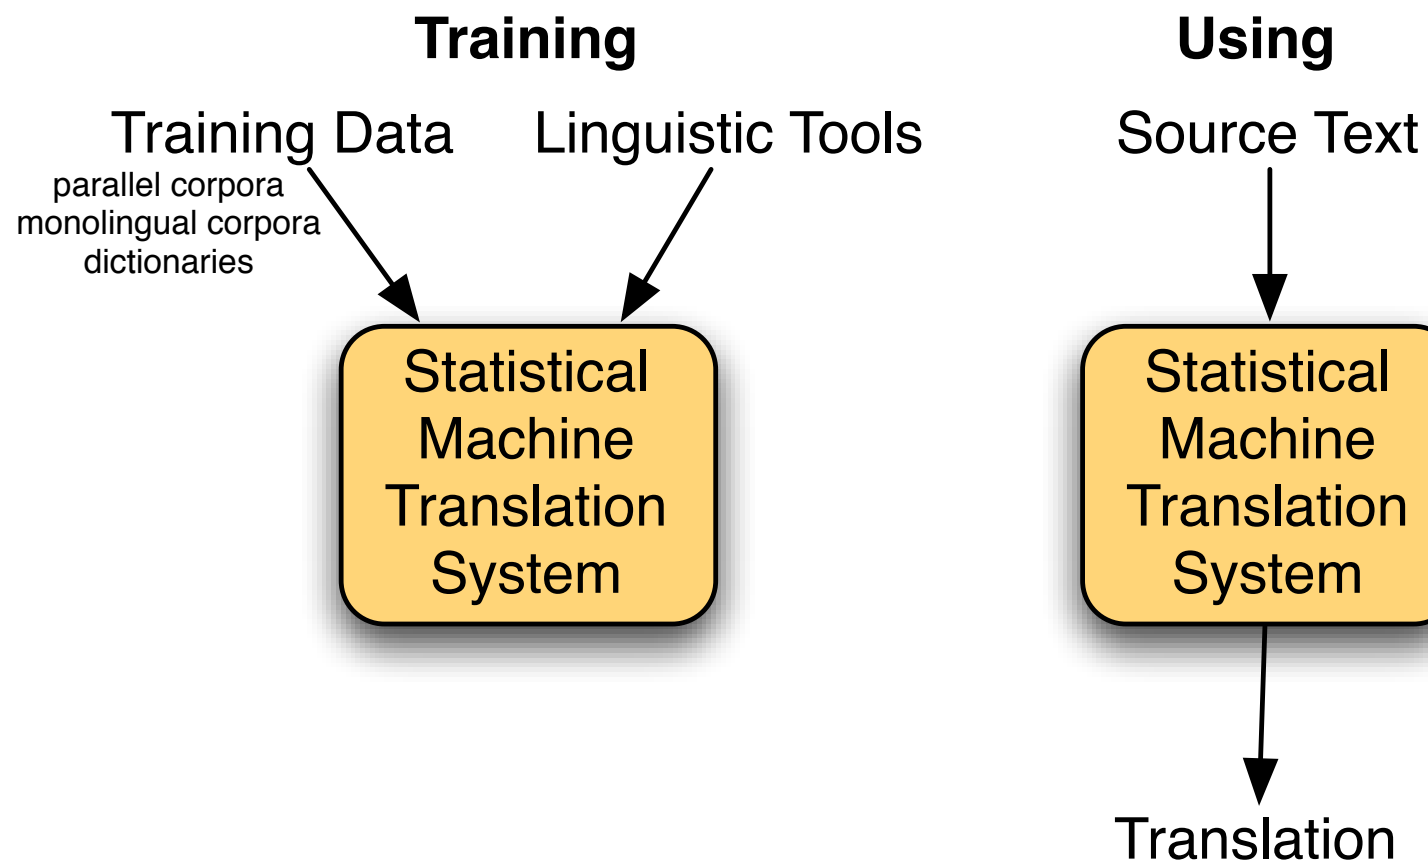 Training
Training Data
Linguistic Tools
parallel corpora
monolingual corpora
dictionaries
Statistical
Machine
Translation
System
Using
Source Text
Statistical
Machine
Translation
System
Translation